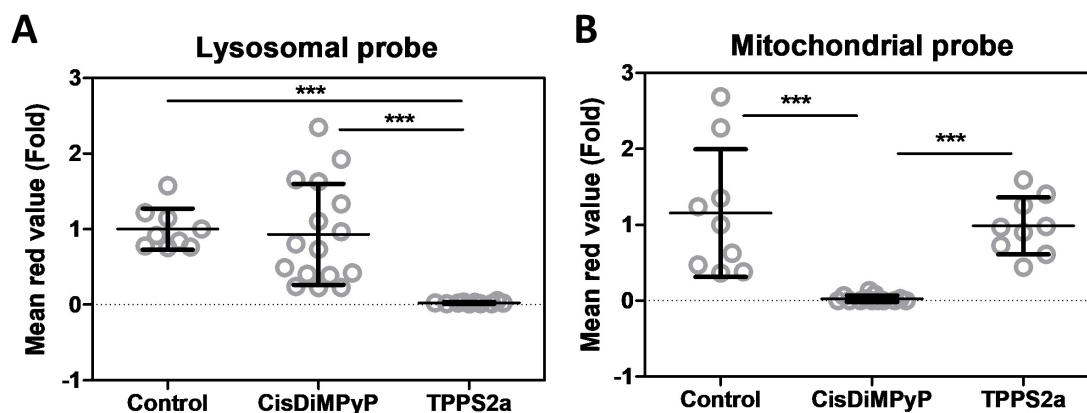 A
Lysosomal probe
Mean red value (Fold)
3
2
1
0
-1
***
***
Control
CisDiMPyP
TPPS2a
B
Mitochondrial probe
Mean red value (Fold)
3
2
1
0
-1
***
***
Control
CisDiMPyP
TPPS2a